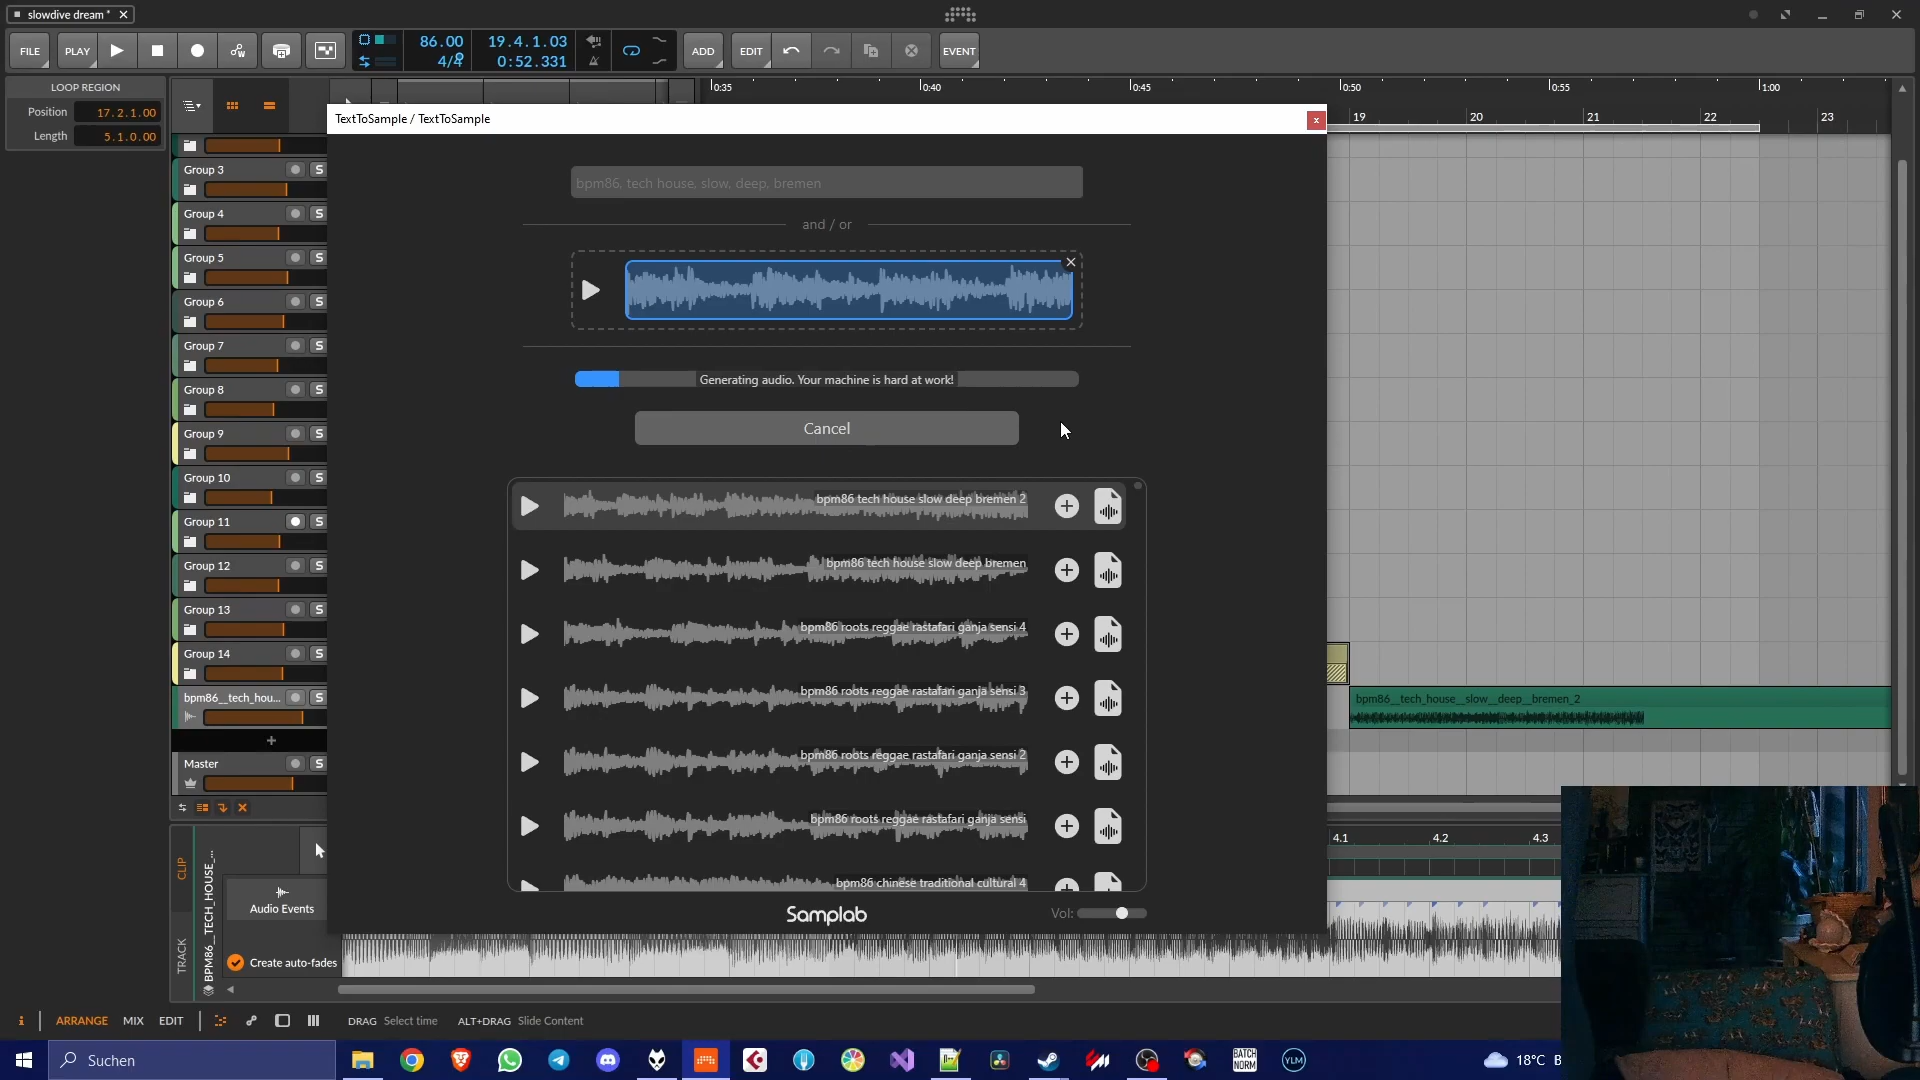 slowdive dream *
FILE
PLAY
86.00
4/4
19.4.1.03
0:52.331
ADD
EDIT
EVENT
LOOP REGION
Position 17.2.1.00
Length 5.1.0.00
0:35
0:40
0:45
0:50
0:55
1:00
19
20
21
22
23
TextToSample / TextToSample
bpm86, tech house, slow, deep, bremen
and / or
Generating audio. Your machine is hard at work!
Cancel
bpm86 tech house slow deep bremen 2
bpm86 tech house slow deep bremen
bpm86 roots reggae rastafari ganja sensi 4
bpm86 roots reggae rastafari ganja sensi 3
bpm86 roots reggae rastafari ganja sensi 2
bpm86 roots reggae rastafari ganja sensi
bpm86 chinese traditional cultural 4
Samplab
Vol:
Group 3 S
Group 4 S
Group 5 S
Group 6 S
Group 7 S
Group 8 S
Group 9 S
Group 10 S
Group 11 S
Group 12 S
Group 13 S
Group 14 S
bpm86__tech_hou... S
Master S
bpm86__tech_house__slow__deep__bremen_2
4.1
4.2
4.3
CLIP
TRACK
BPM86__TECH_HOUSE_...
Audio Events
Create auto-fades
ARRANGE
MIX
EDIT
DRAG Select time
ALT+DRAG Slide Content
Suchen
BATCH
NORM
YLM
18°C